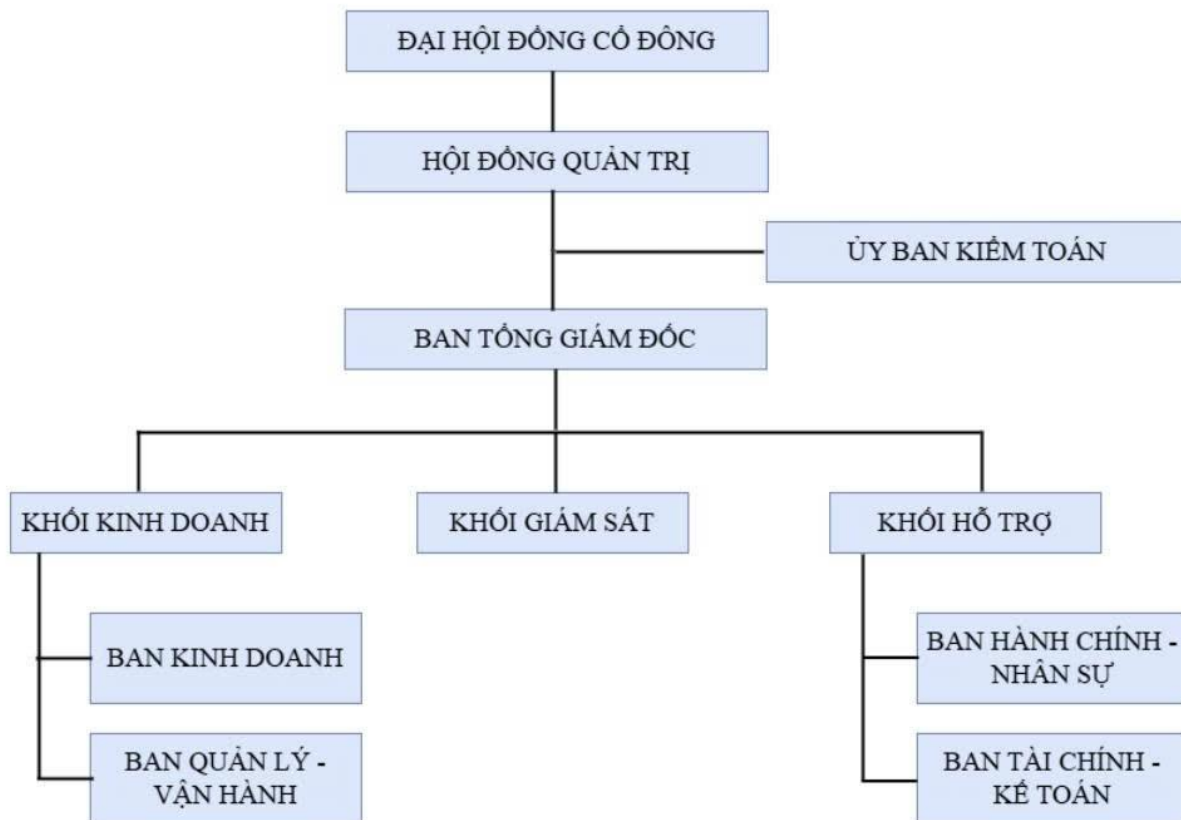 ĐẠI HỘI ĐỒNG CỔ ĐÔNG
HỘI ĐỒNG QUẢN TRỊ
ỦY BAN KIỂM TOÁN
BAN TỔNG GIÁM ĐỐC
KHỐI KINH DOANH
KHỐI GIÁM SÁT
KHỐI HỖ TRỢ
BAN KINH DOANH
BAN QUẢN LÝ -
VẬN HÀNH
BAN HÀNH CHÍNH -
NHÂN SỰ
BAN TÀI CHÍNH -
KẾ TOÁN